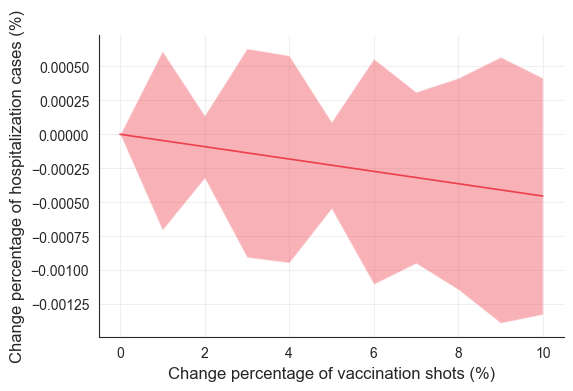 Change percentage of hospitalization cases (%)
0.00050
0.00025
0.00000
−0.00025
−0.00050
−0.00075
−0.00100
−0.00125
0 2 4 6 8 10
Change percentage of vaccination shots (%)